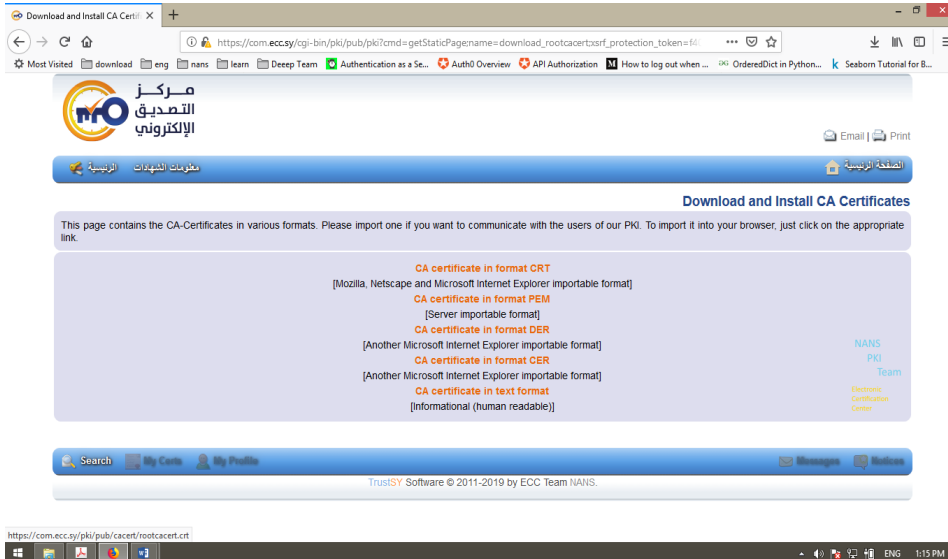 Download and Install CA Certifi
https://com.ecc.sy/cgi-bin/pki/pub/pki?cmd=getStaticPage;name=download_rootcacert;xsrf_protection_token=f4
Most Visited download eng nans learn Deeep Team Authentication as a Se... Auth0 Overview API Authorization How to log out when ... OrderedDict in Python... Seaborn Tutorial for B...
مركز
التصديق
الإلكتروني
Email | Print
الرئيسية معلومات الشهادات الصفحة الرئيسية
Download and Install CA Certificates
This page contains the CA-Certificates in various formats. Please import one if you want to communicate with the users of our PKI. To import it into your browser, just click on the appropriate
link.
CA certificate in format CRT
[Mozilla, Netscape and Microsoft Internet Explorer importable format]
CA certificate in format PEM
[Server importable format]
CA certificate in format DER
[Another Microsoft Internet Explorer importable format]
CA certificate in format CER
[Another Microsoft Internet Explorer importable format]
CA certificate in text format
[Informational (human readable)]
NANS
PKI
Team
Electronic
Certification
Center
Search My Certs My Profile Messages Notices
TrustSY Software © 2011-2019 by ECC Team NANS.
https://com.ecc.sy/pki/pub/cacert/rootcacert.crt
ENG 1:15 PM